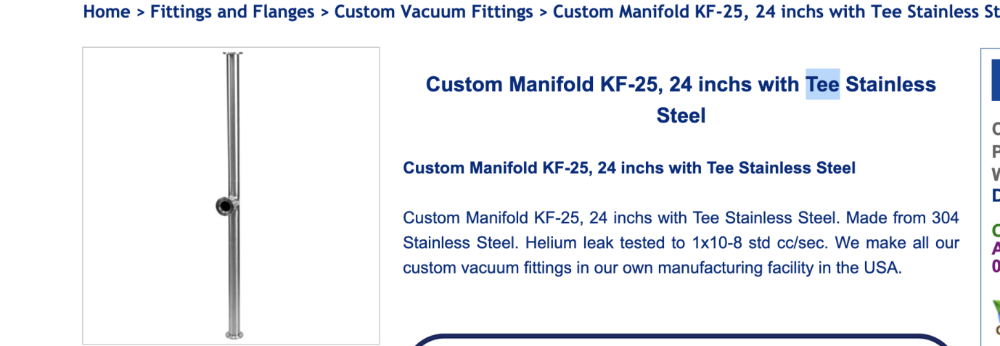 Home > Fittings and Flanges > Custom Vacuum Fittings > Custom Manifold KF-25, 24 inchs with Tee Stainless
Custom Manifold KF-25, 24 inchs with Tee Stainless
Steel
Custom Manifold KF-25, 24 inchs with Tee Stainless Steel
Custom Manifold KF-25, 24 inchs with Tee Stainless Steel. Made from 304
Stainless Steel. Helium leak tested to 1x10-8 std cc/sec. We make all our
custom vacuum fittings in our own manufacturing facility in the USA.